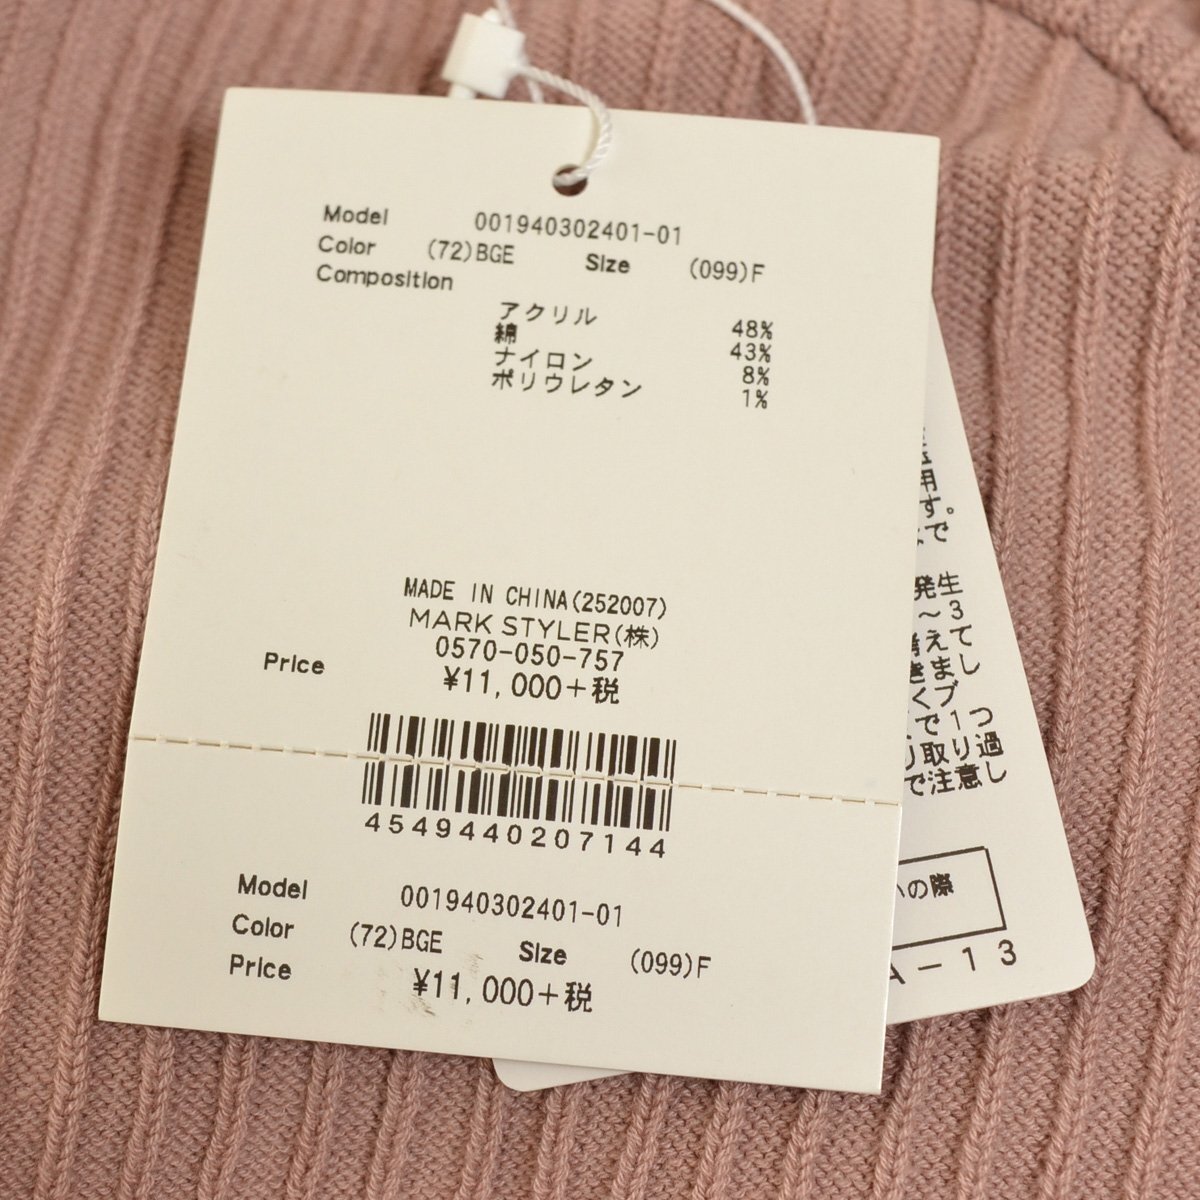 Model 001940302401-01
Color (72)BGE Size (099)F
Composition
アクリル 48%
綿 43%
ナイロン 8%
ポリウレタン 1%
MADE IN CHINA(252007)
MARK STYLER(株)
0570-050-757
Price ¥11,000+税
4549440207144
Model 001940302401-01
Color (72)BGE Size (099)F
Price ¥11,000+税
用
す。
で
発生
~3
考えて
きまし
くブ
で1つ
り取り過
で注意し
の際
A-13